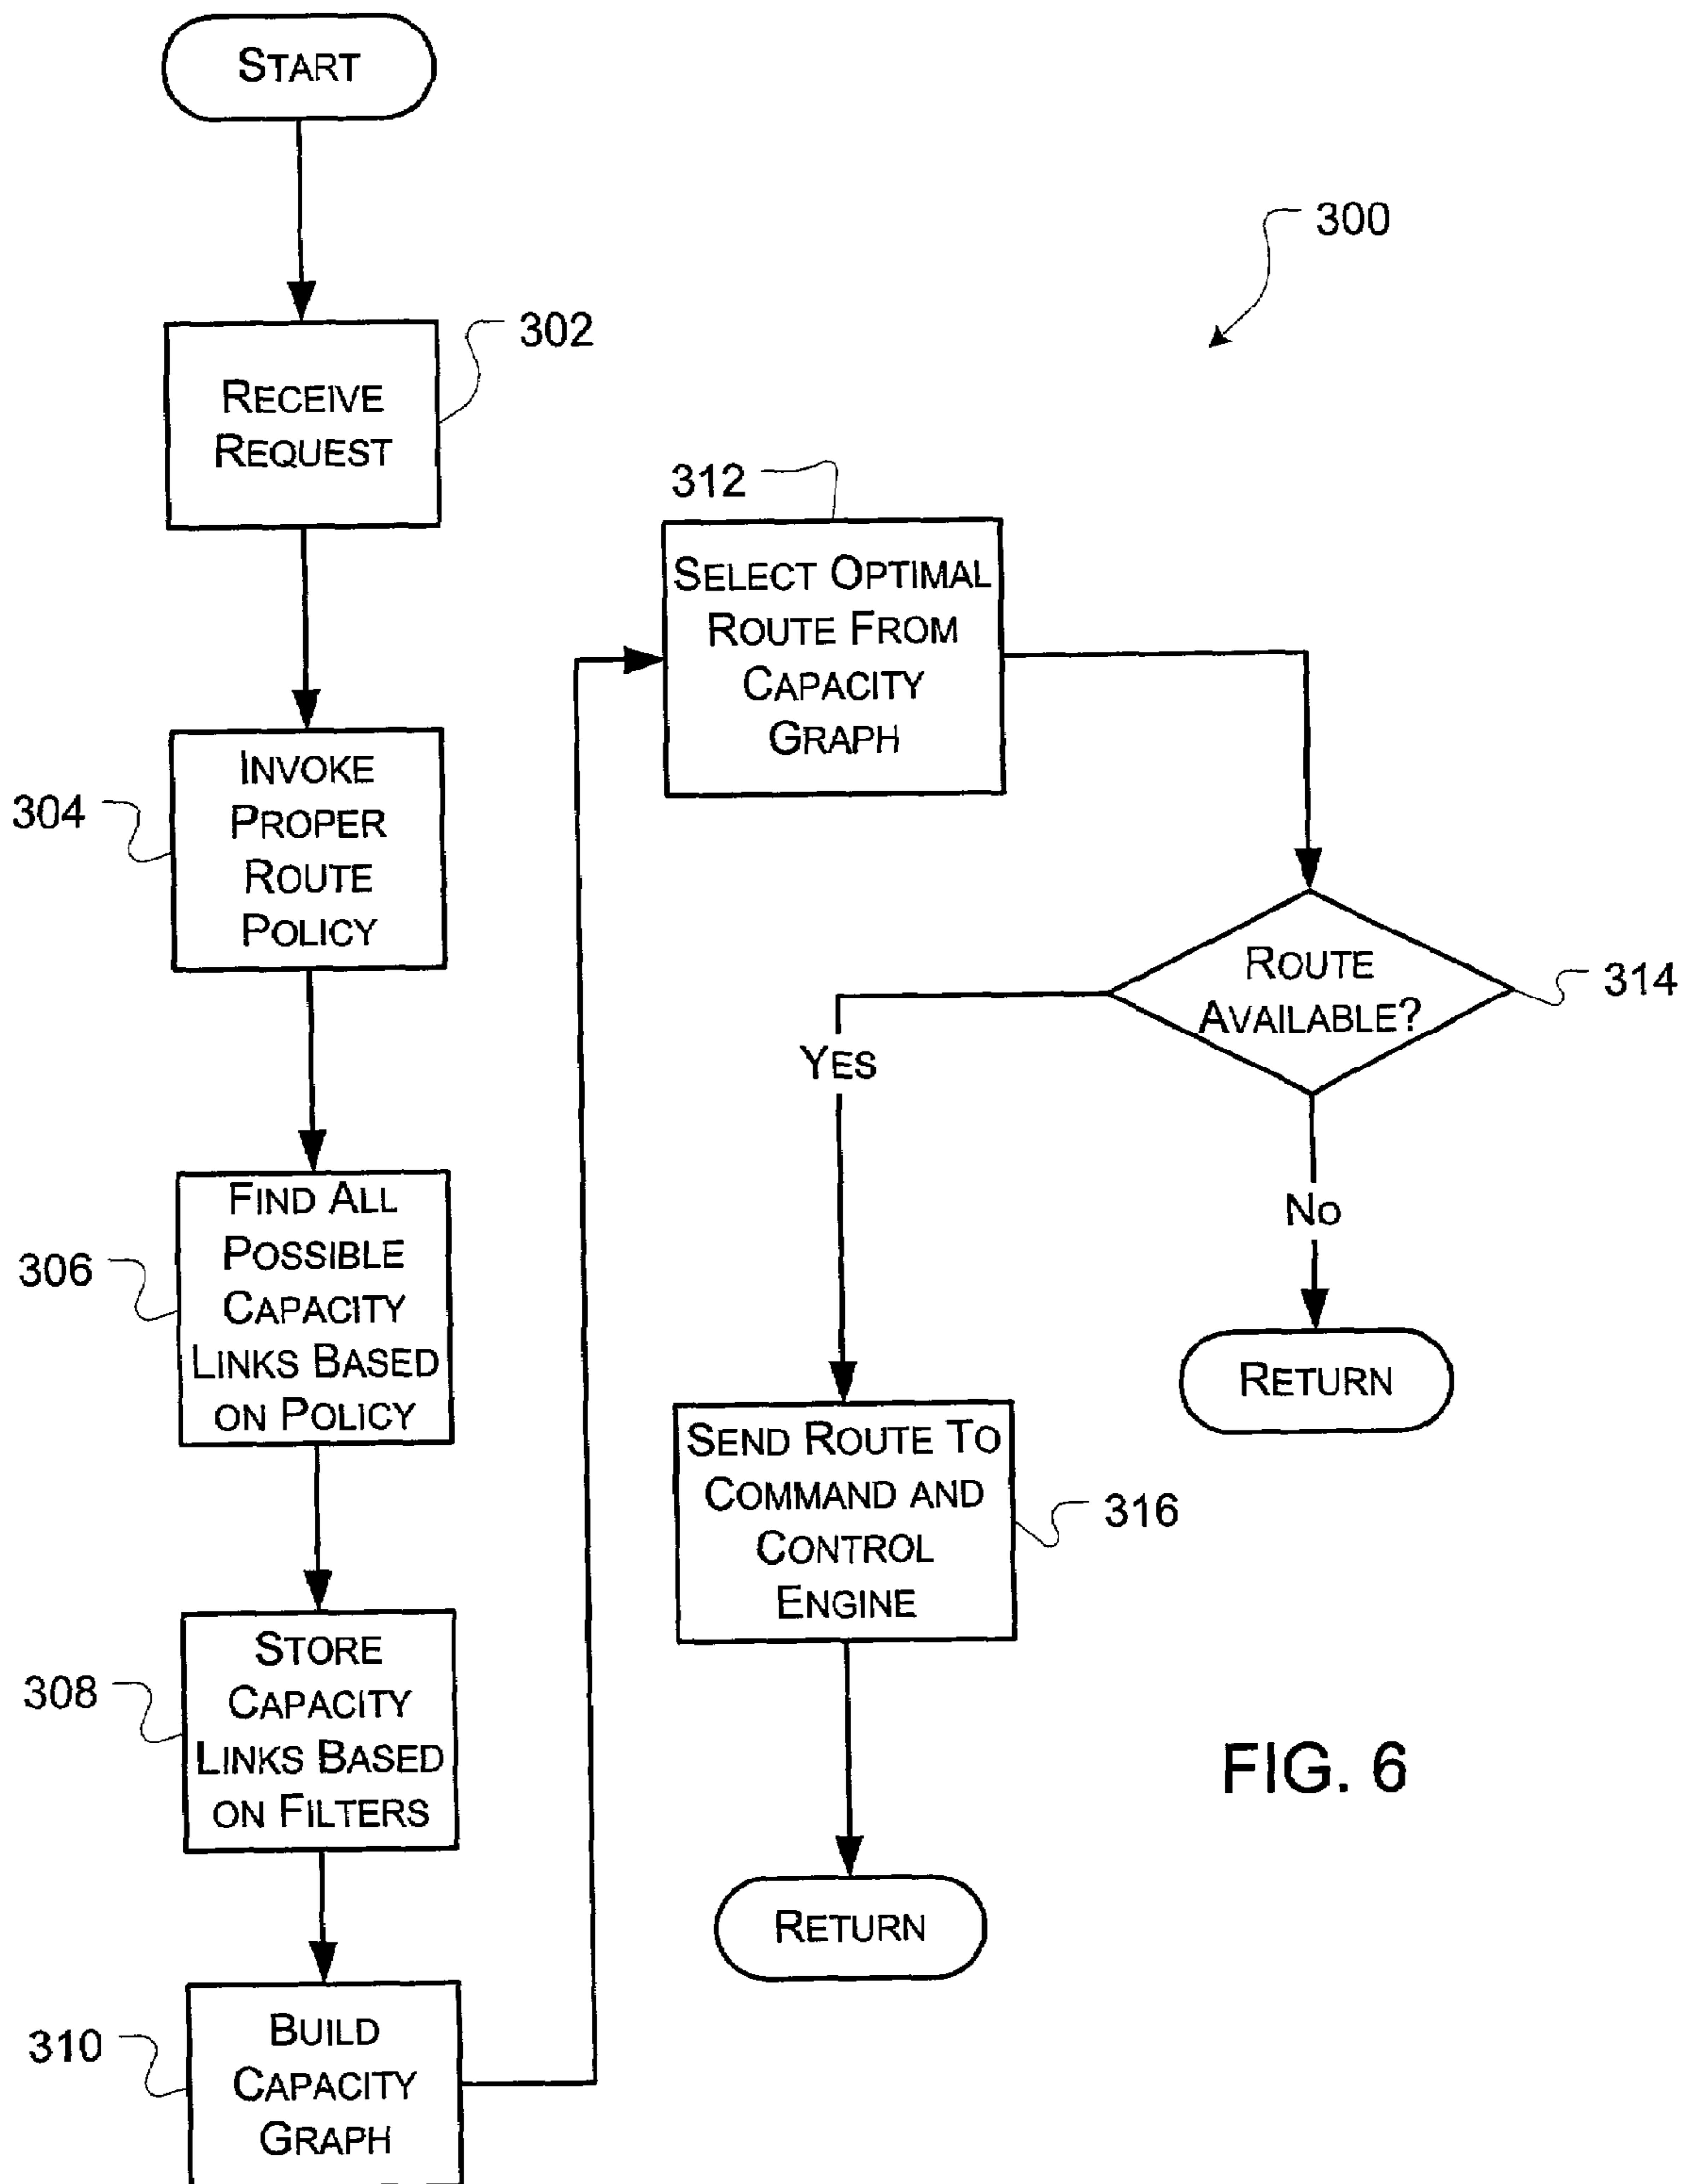 START
300
302
RECEIVE
REQUEST
312
SELECT OPTIMAL
ROUTE FROM
CAPACITY
GRAPH
304
INVOKE
PROPER
ROUTE
POLICY
ROUTE
AVAILABLE?
314
YES
NO
306
FIND ALL
POSSIBLE
CAPACITY
LINKS BASED
ON POLICY
RETURN
SEND ROUTE TO
COMMAND AND
CONTROL
ENGINE
316
308
STORE
CAPACITY
LINKS BASED
ON FILTERS
FIG. 6
RETURN
310
BUILD
CAPACITY
GRAPH